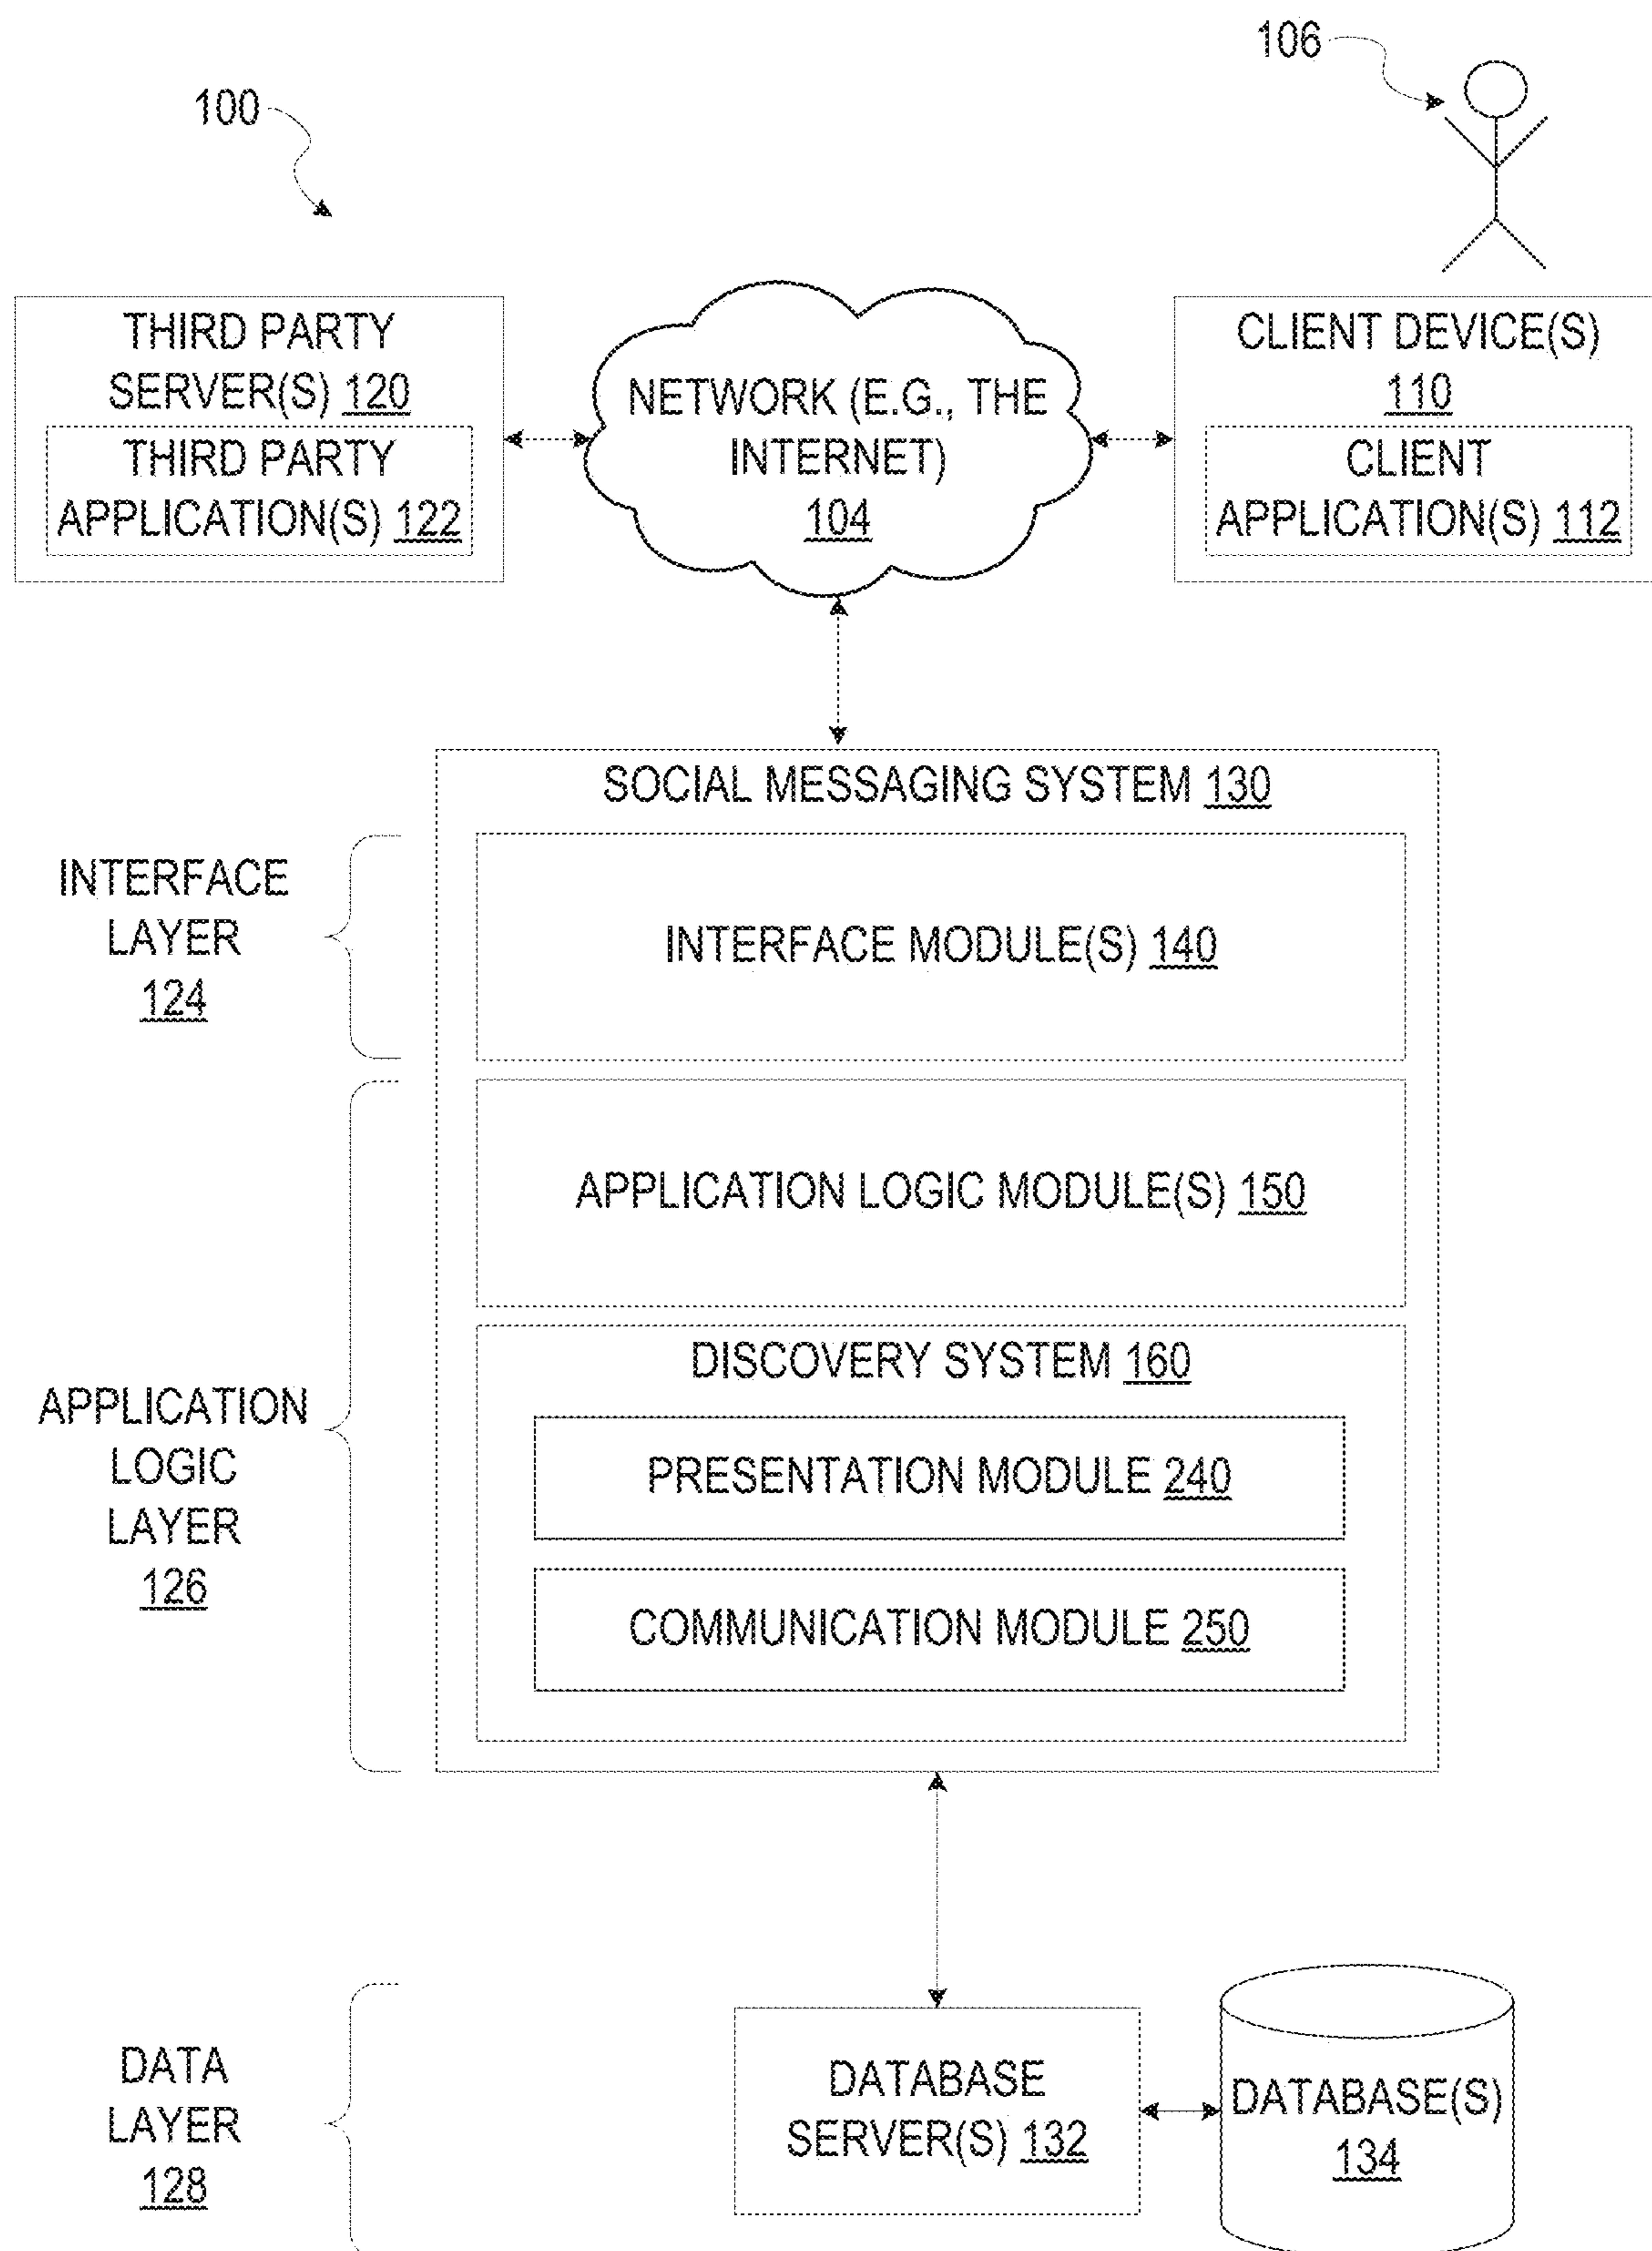 106
100
THIRD PARTY
SERVER(S) 120
THIRD PARTY
APPLICATION(S) 122
NETWORK (E.G., THE
INTERNET)
104
CLIENT DEVICE(S)
110
CLIENT
APPLICATION(S) 112
SOCIAL MESSAGING SYSTEM 130
INTERFACE
LAYER
124
INTERFACE MODULE(S) 140
APPLICATION LOGIC MODULE(S) 150
APPLICATION
LOGIC
LAYER
126
DISCOVERY SYSTEM 160
PRESENTATION MODULE 240
COMMUNICATION MODULE 250
DATA
LAYER
128
DATABASE
SERVER(S) 132
DATABASE(S)
134